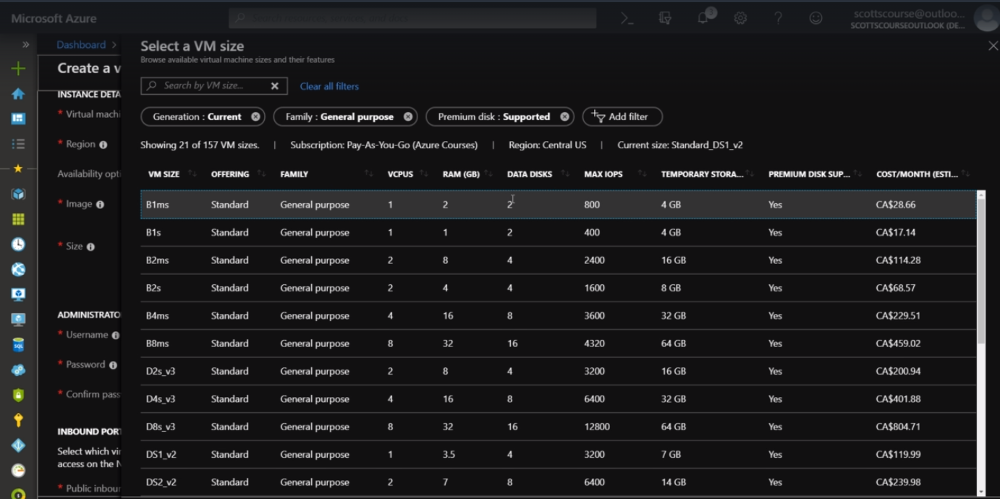 Microsoft Azure
3
scottscourse@outloo...
SCOTTSCOURSEOUTLOOK (DE...
»
Dashboard >
Create a v
INSTANCE DETA
* Virtual machi
* Region
Availability opti
* Image
* Size
ADMINISTRATO
* Username
* Password
* Confirm pass
INBOUND POR
Select which vir
access on the N
* Public inbour
SQL
Select a VM size
Browse available virtual machine sizes and their features
Search by VM size...
Clear all filters
Generation : Current
Family : General purpose
Premium disk : Supported
Add filter
Showing 21 of 157 VM sizes. | Subscription: Pay-As-You-Go (Azure Courses) | Region: Central US | Current size: Standard_DS1_v2
VM SIZE OFFERING FAMILY VCPUS RAM (GB) DATA DISKS MAX IOPS TEMPORARY STORA... PREMIUM DISK SUP... COST/MONTH (ESTI...
B1ms Standard General purpose 1 2 2 800 4 GB Yes CA$28.66
B1s Standard General purpose 1 1 2 400 4 GB Yes CA$17.14
B2ms Standard General purpose 2 8 4 2400 16 GB Yes CA$114.28
B2s Standard General purpose 2 4 4 1600 8 GB Yes CA$68.57
B4ms Standard General purpose 4 16 8 3600 32 GB Yes CA$229.51
B8ms Standard General purpose 8 32 16 4320 64 GB Yes CA$459.02
D2s_v3 Standard General purpose 2 8 4 3200 16 GB Yes CA$200.94
D4s_v3 Standard General purpose 4 16 8 6400 32 GB Yes CA$401.88
D8s_v3 Standard General purpose 8 32 16 12800 64 GB Yes CA$804.71
DS1_v2 Standard General purpose 1 3.5 4 3200 7 GB Yes CA$119.99
DS2_v2 Standard General purpose 2 7 8 6400 14 GB Yes CA$239.98